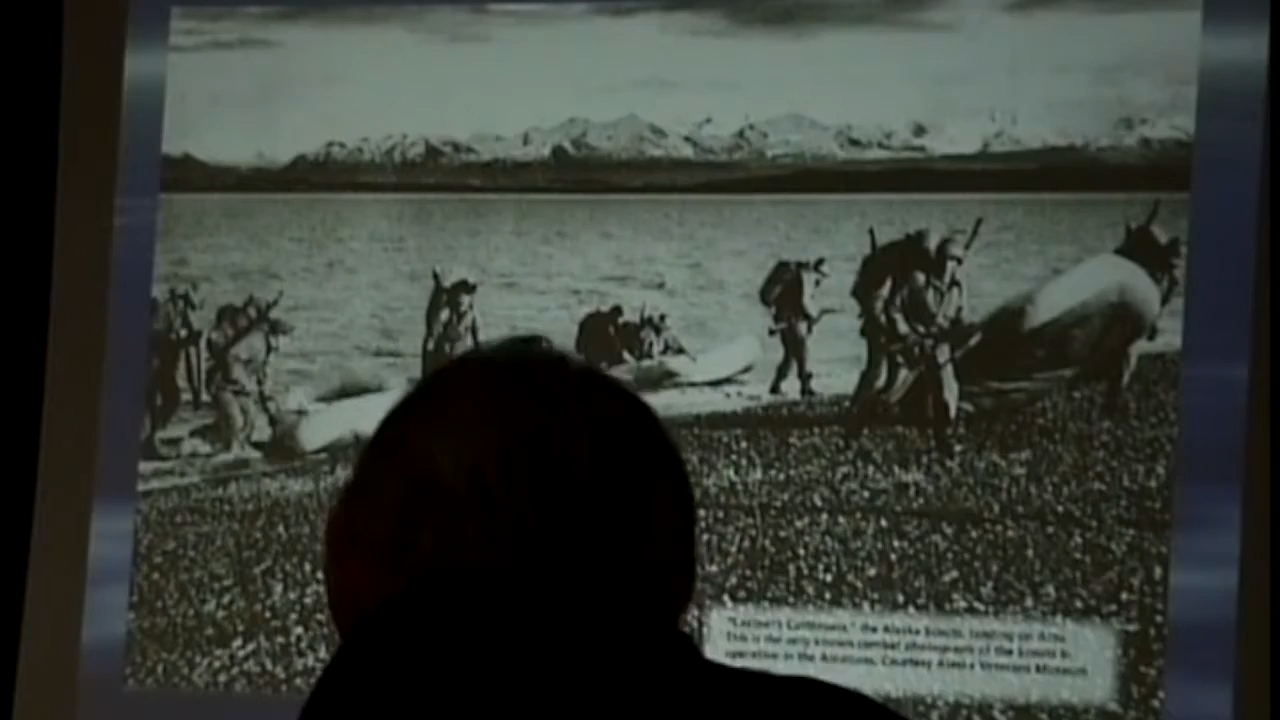 "Castner's Cutthroats," the Alaska Scouts, landing on Attu.
This is the only known combat photograph of the Scouts in
operation in the Aleutians. Courtesy Alaska Veterans Museum